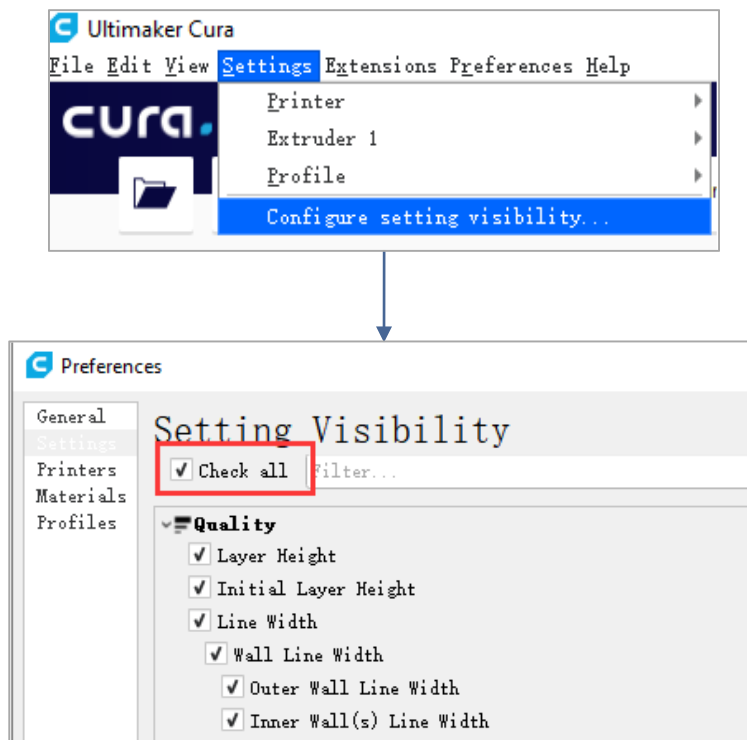 Ultimaker Cura
File Edit View Settings Extensions Preferences Help
cura.
Printer
Extruder 1
Profile
Configure setting visibility...
Preferences
General
Settings
Printers
Materials
Profiles
Setting Visibility
Check all Filter...
Quality
Layer Height
Initial Layer Height
Line Width
Wall Line Width
Outer Wall Line Width
Inner Wall(s) Line Width